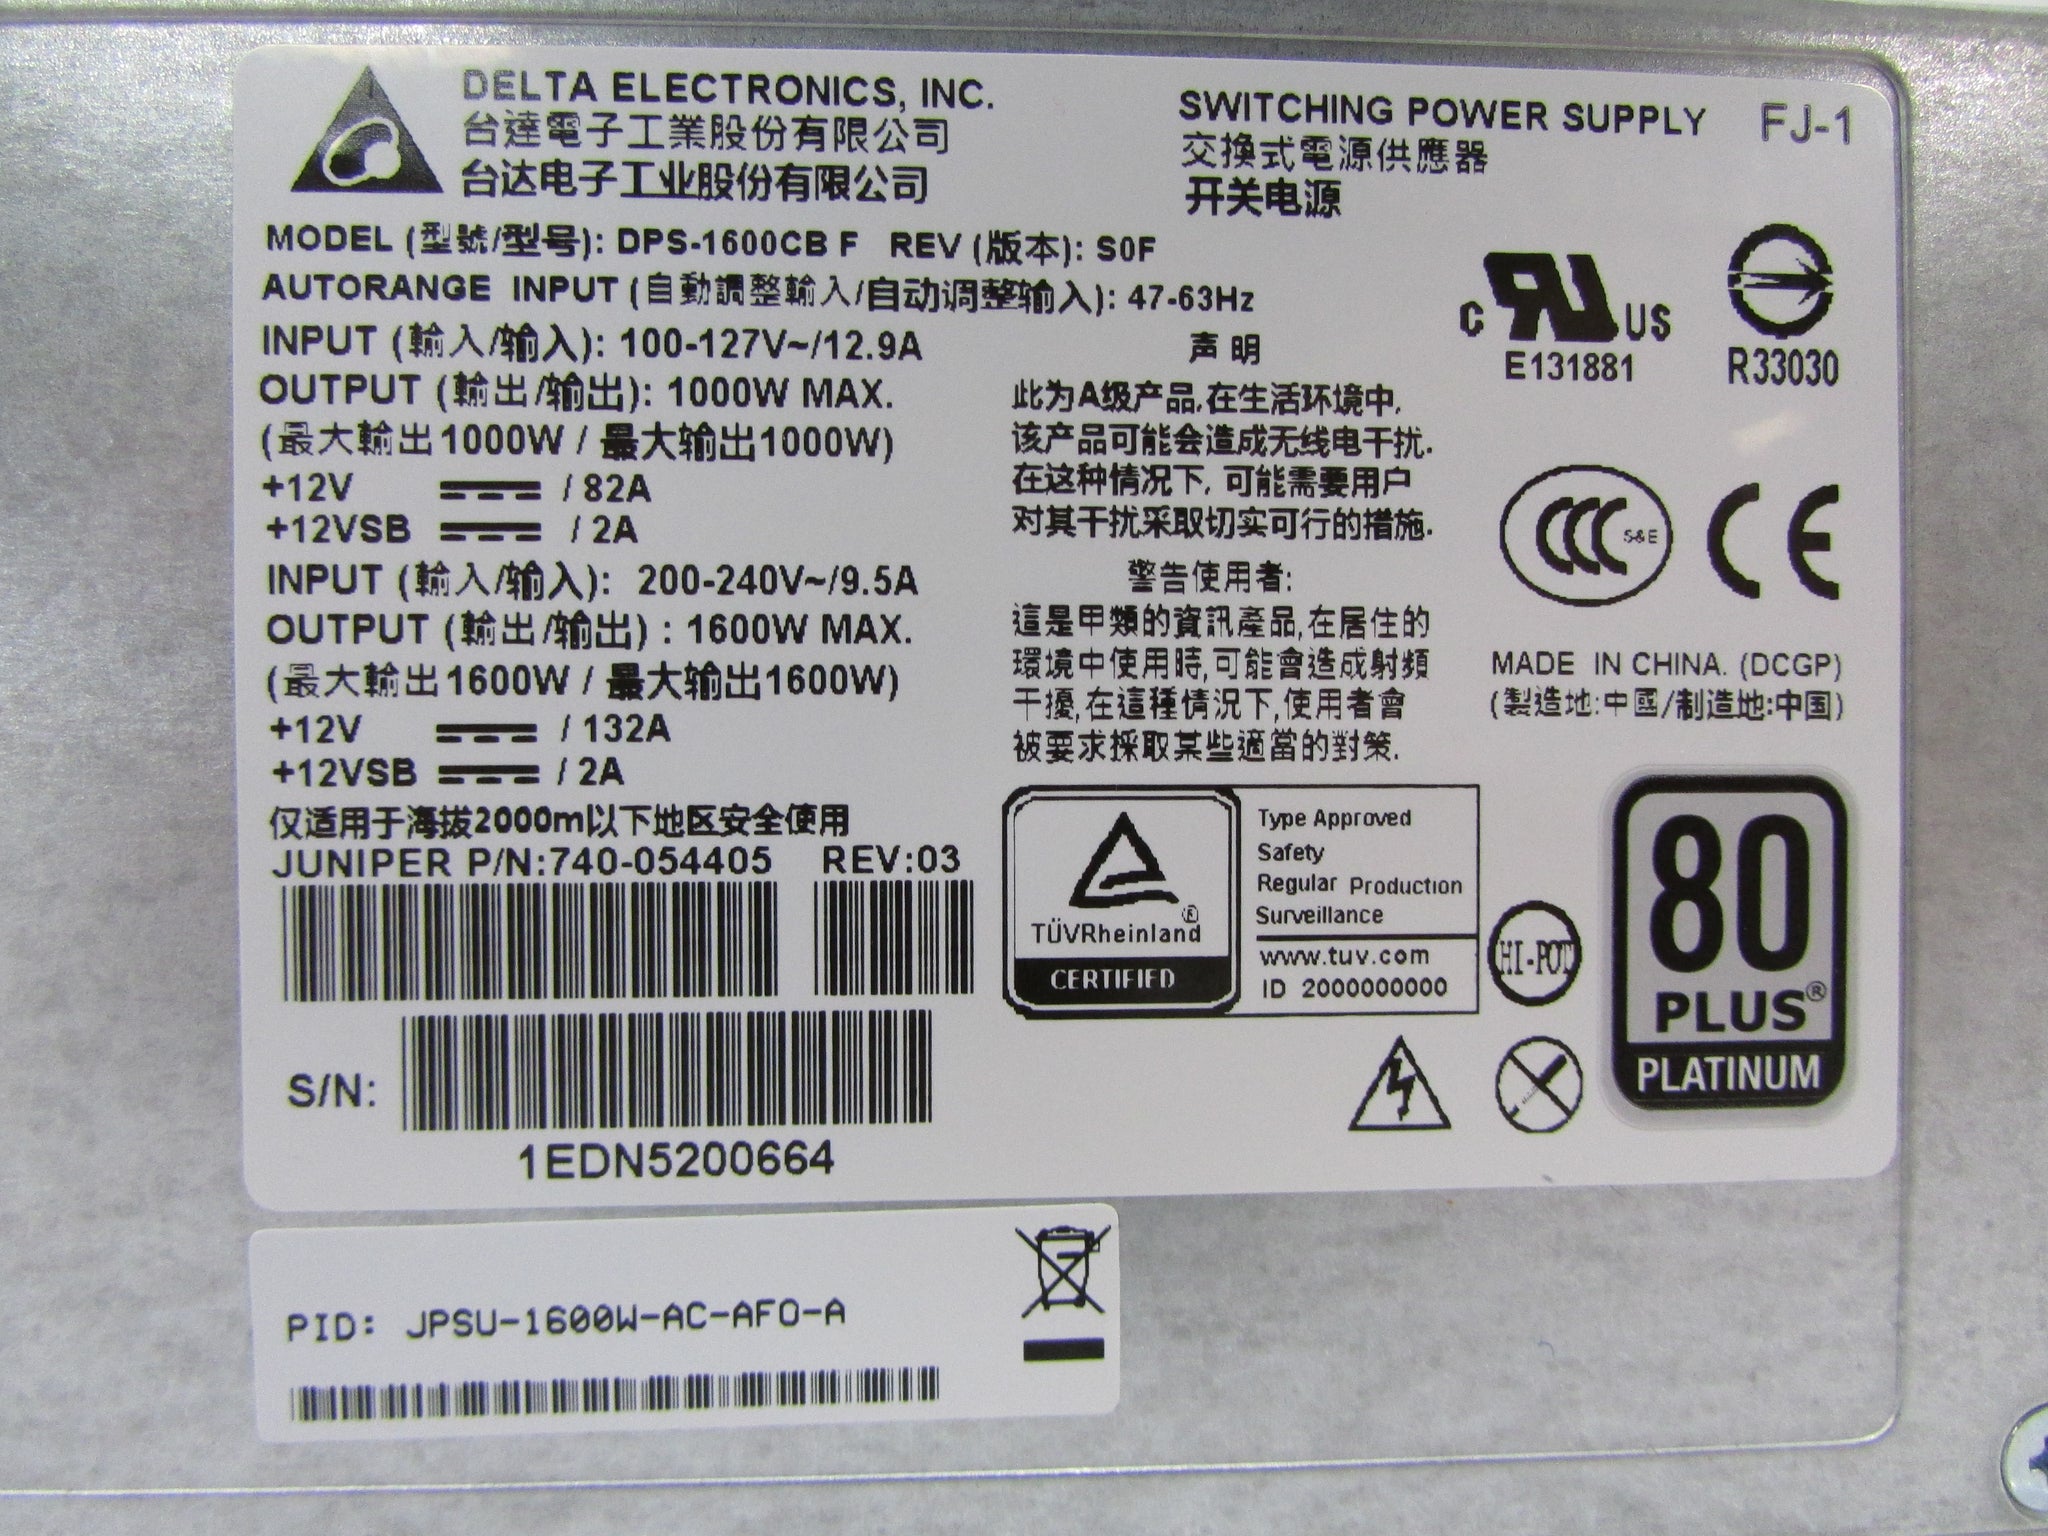 DELTA ELECTRONICS, INC.
台達電子工業股份有限公司
台达电子工业股份有限公司
SWITCHING POWER SUPPLY FJ-1
交換式電源供應器
开关电源
MODEL (型號/型号): DPS-1600CB F REV (版本): S0F
AUTORANGE INPUT (自動調整輸入/自动调整输入): 47-63Hz
INPUT (輸入/输入): 100-127V~/12.9A
OUTPUT (輸出/输出): 1000W MAX.
(最大輸出1000W / 最大输出1000W)
+12V / 82A
+12VSB / 2A
INPUT (輸入/输入): 200-240V~/9.5A
OUTPUT (輸出/输出) : 1600W MAX.
(最大輸出1600W / 最大输出1600W)
+12V / 132A
+12VSB / 2A
仅适用于海拔2000m以下地区安全使用
JUNIPER P/N:740-054405 REV:03
S/N:
1EDN5200664
声 明
此为A级产品,在生活环境中,
该产品可能会造成无线电干扰.
在这种情况下, 可能需要用户
对其干扰采取切实可行的措施.
警告使用者:
這是甲類的資訊產品,在居住的
環境中使用時,可能會造成射頻
干擾,在這種情況下,使用者會
被要求採取某些適當的對策.
c RU US
E131881
R33030
CCC S&E
CE
MADE IN CHINA. (DCGP)
(製造地:中國/制造地:中国)
TÜVRheinland®
CERTIFIED
Type Approved
Safety
Regular Production
Surveillance
www.tuv.com
ID 2000000000
HI-POT
80
PLUS®
PLATINUM
PID: JPSU-1600W-AC-AFO-A